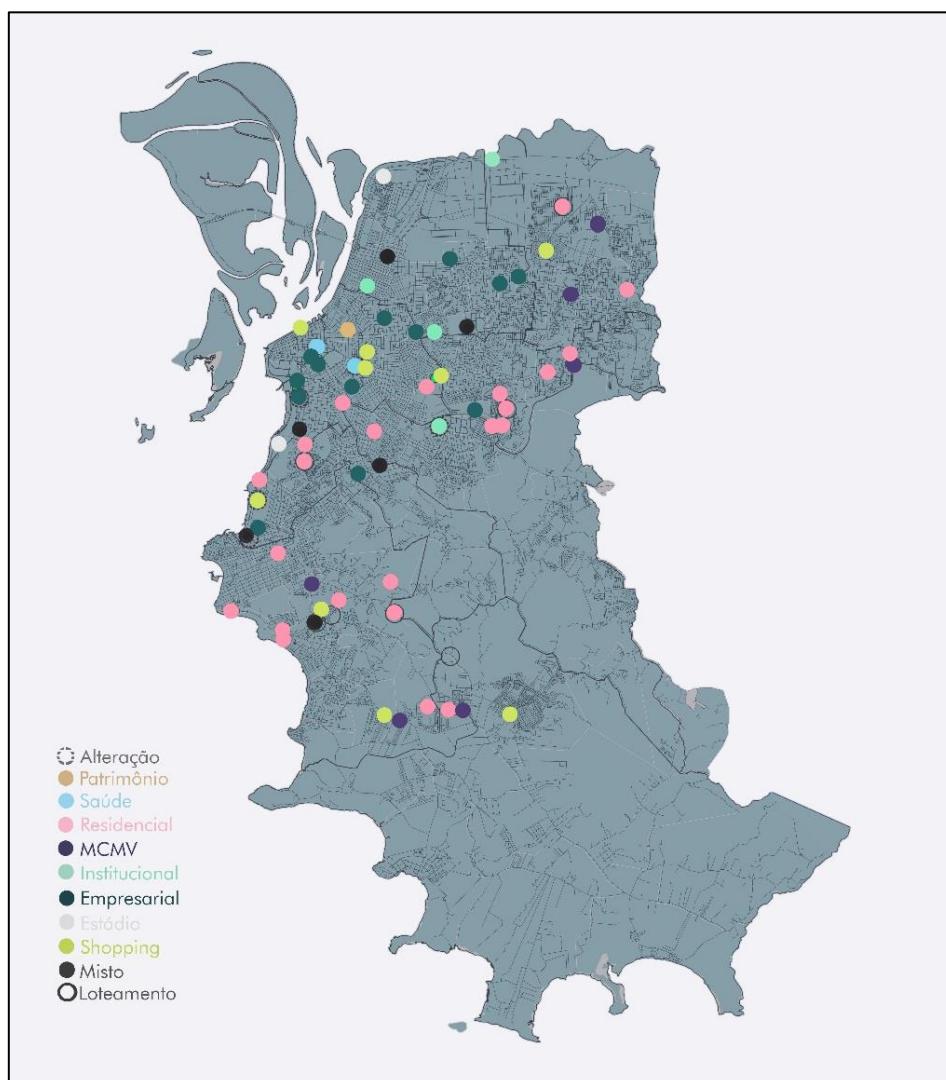 Alteração
Patrimônio
Saúde
Residencial
MCMV
Institucional
Empresarial
Estádio
Shopping
Misto
Loteamento